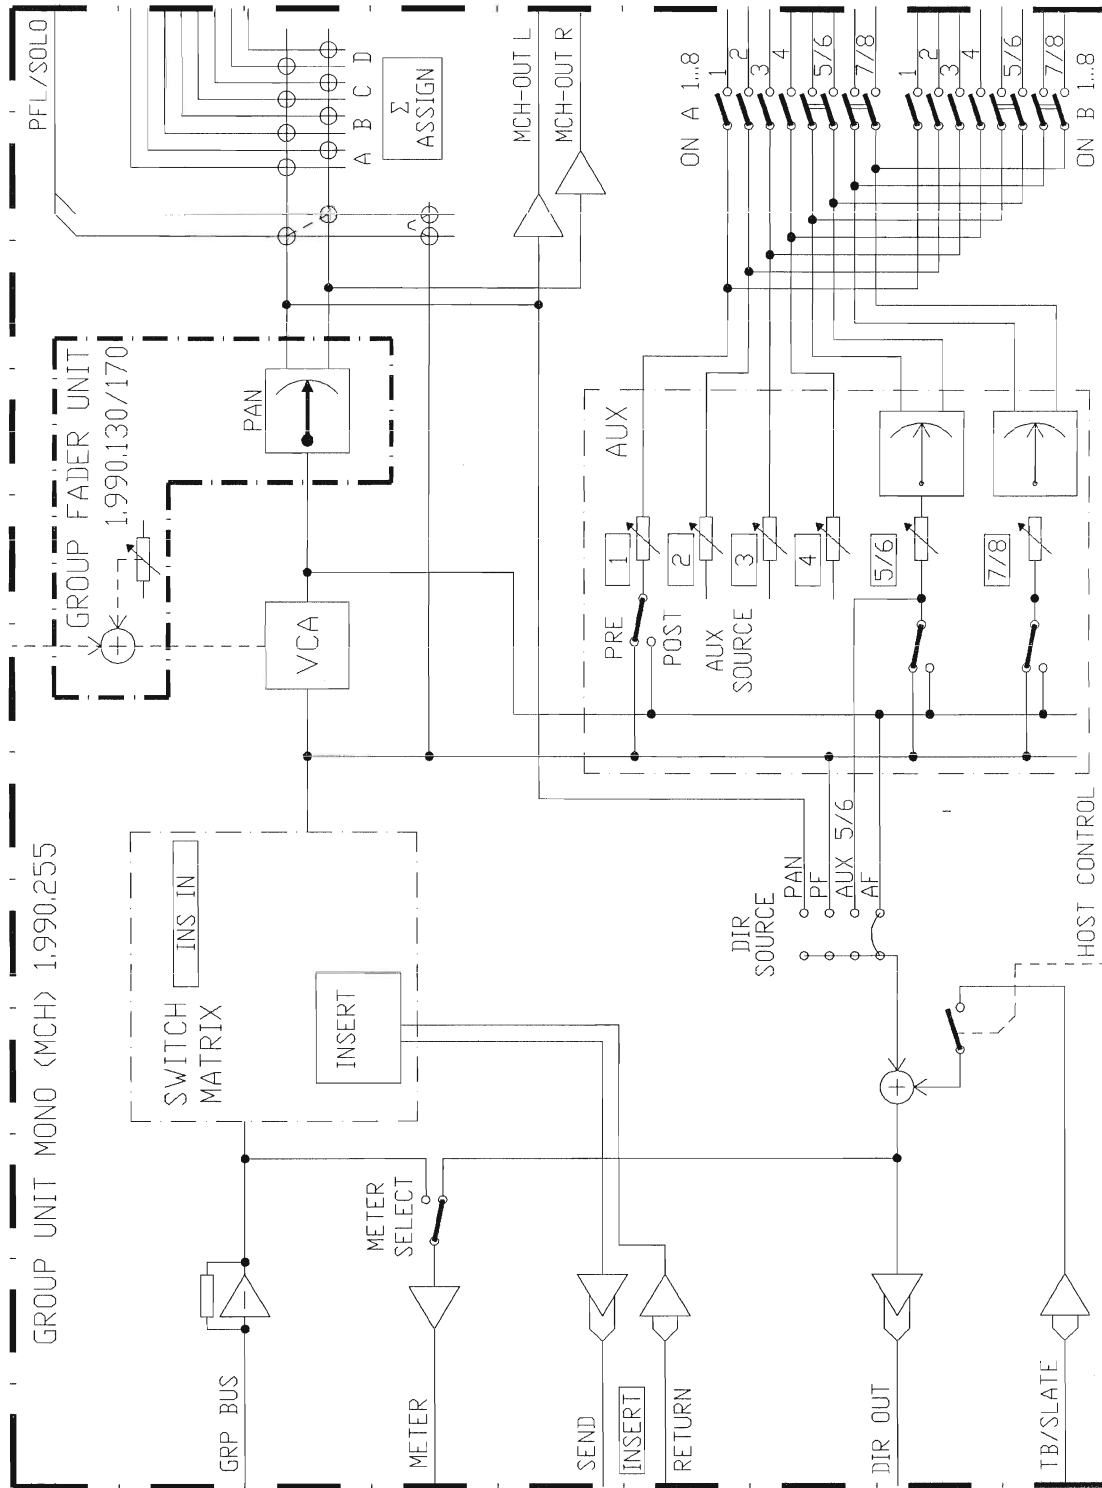 GROUP UNIT MONO (MCH) 1.990.255
PFL/SOLO
GROUP FADER UNIT
1.990.130/170
PAN
VCA
SWITCH
MATRIX
INS IN
INSERT
GRP BUS
METER
SELECT
METER
SEND
INSERT
RETURN
DIR OUT
TB/SLATE
A B C D
Σ
ASSIGN
MCH-OUT L
MCH-OUT R
ON A 1...8
1
2
3
4
5/6
7/8
ON B 1...8
1
2
3
4
5/6
7/8
AUX
1
2
3
4
5/6
7/8
PRE
POST
AUX
SOURCE
DIR
SOURCE
PAN
PF
AUX 5/6
AF
HOST CONTROL